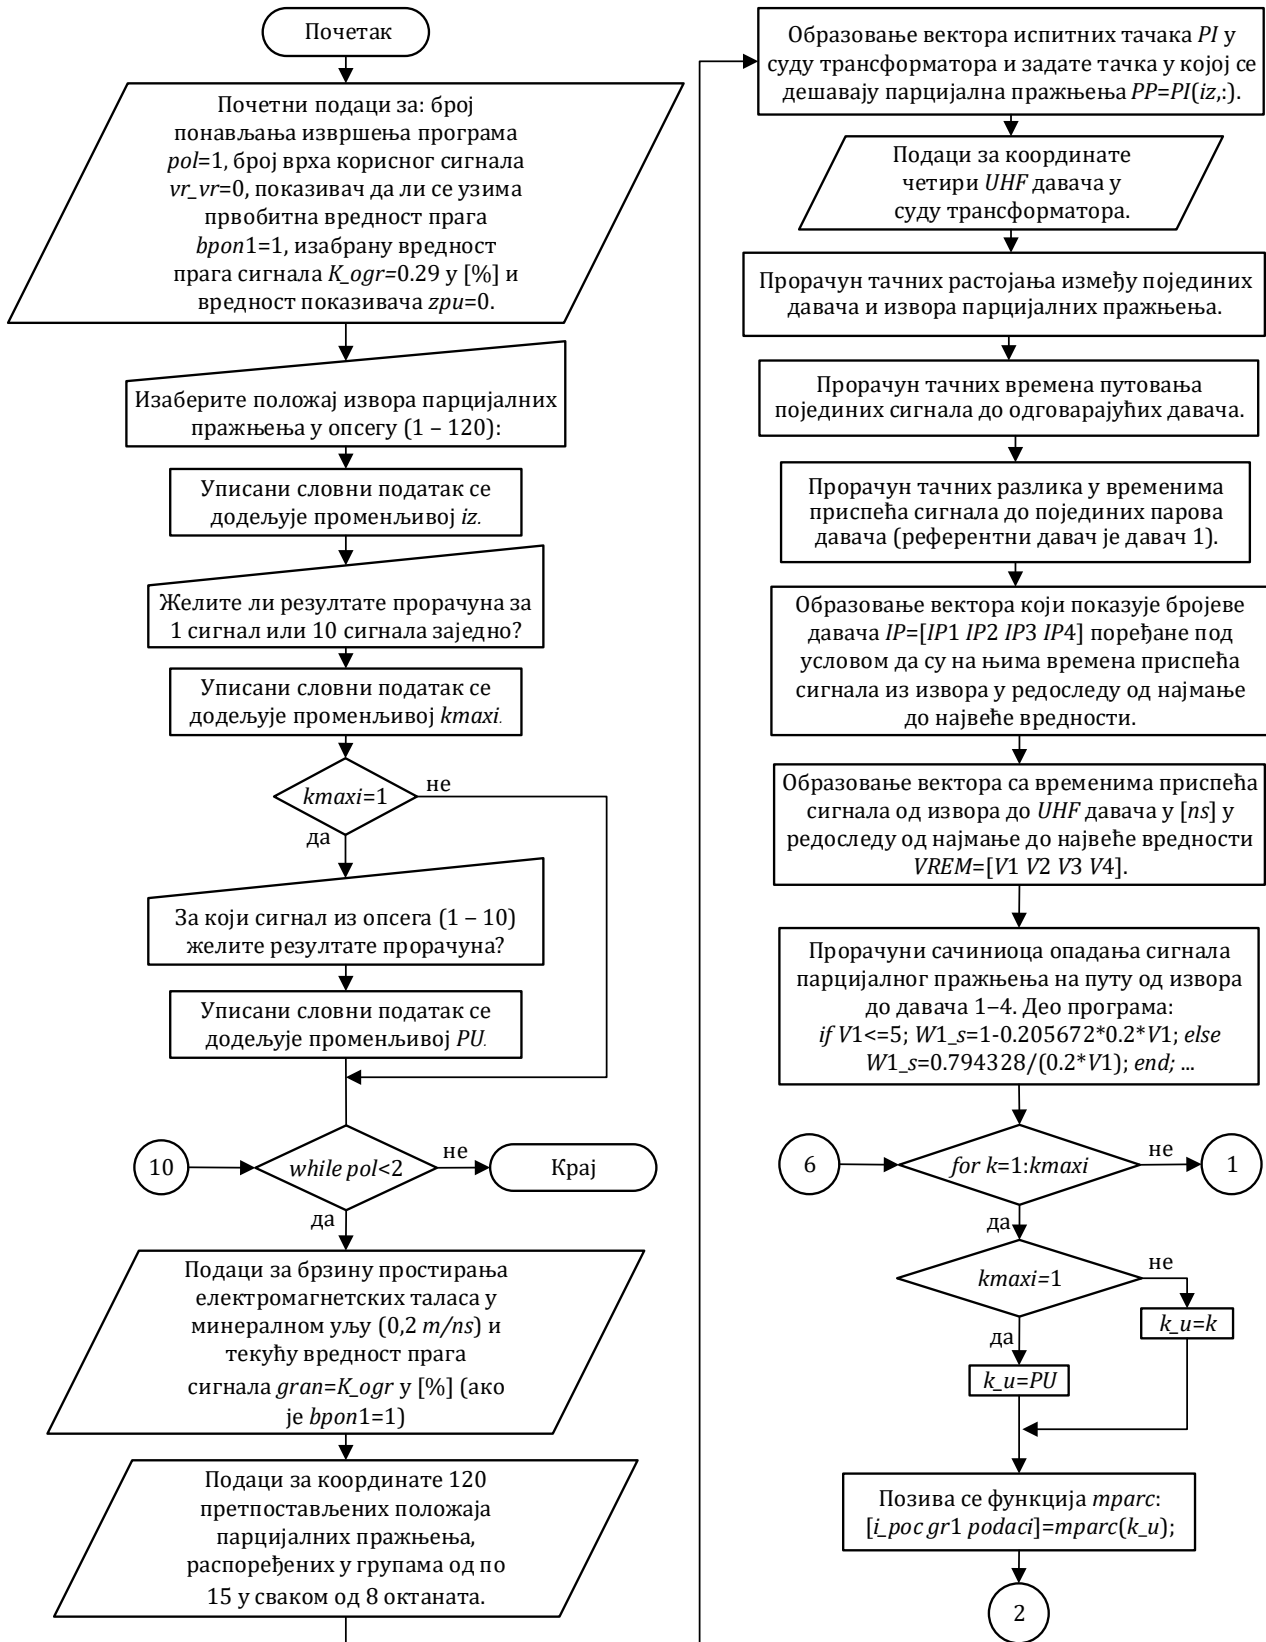 Почетак
Почетни подаци за: број
понављања извршења програма
pol=1, број врха корисног сигнала
vr_vr=0, показивач да ли се узима
првобитна вредност прага
bpon1=1, изабрану вредност
прага сигнала K_ogr=0.29 у [%] и
вредност показивача zpu=0.
Изаберите положај извора парцијалних
пражњења у опсегу (1 – 120):
Уписани словни податак се
додељује променљивој iz.
Желите ли резултате прорачуна за
1 сигнал или 10 сигнала заједно?
Уписани словни податак се
додељује променљивој kmaxi.
kmaxi=1
не
да
За који сигнал из опсега (1 – 10)
желите резултате прорачуна?
Уписани словни податак се
додељује променљивој PU.
10
while pol<2
не
Крај
да
Подаци за брзину простирања
електромагнетских таласа у
минералном уљу (0,2 m/ns) и
текућу вредност прага
сигнала gran=K_ogr у [%] (ако
је bpon1=1)
Подаци за координате 120
претпостављених положаја
парцијалних пражњења,
распоређених у групама од по
15 у сваком од 8 октаната.
Образовање вектора испитних тачака PI у
суду трансформатора и задате тачка у којој се
дешавају парцијална пражњења PP=PI(iz,:).
Подаци за координате
четири UHF давача у
суду трансформатора.
Прорачун тачних растојања између појединих
давача и извора парцијалних пражњења.
Прорачун тачних времена путовања
појединих сигнала до одговарајућих давача.
Прорачун тачних разлика у временима
приспећа сигнала до појединих парова
давача (референтни давач је давач 1).
Образовање вектора који показује бројеве
давача IP=[IP1 IP2 IP3 IP4] поређане под
условом да су на њима времена приспећа
сигнала из извора у редоследу од најмање
до највеће вредности.
Образовање вектора са временима приспећа
сигнала од извора до UHF давача у [ns] у
редоследу од најмање до највеће вредности
VREM=[V1 V2 V3 V4].
Прорачуни сачиниоца опадања сигнала
парцијалног пражњења на путу од извора
до давача 1–4. Део програма:
if V1<=5; W1_s=1-0.205672*0.2*V1; else
W1_s=0.794328/(0.2*V1); end; ...
6
for k=1:kmaxi
не
1
да
kmaxi=1
не
k_u=k
да
k_u=PU
Позива се функција mparc:
[i_poc gr1 podaci]=mparc(k_u);
2